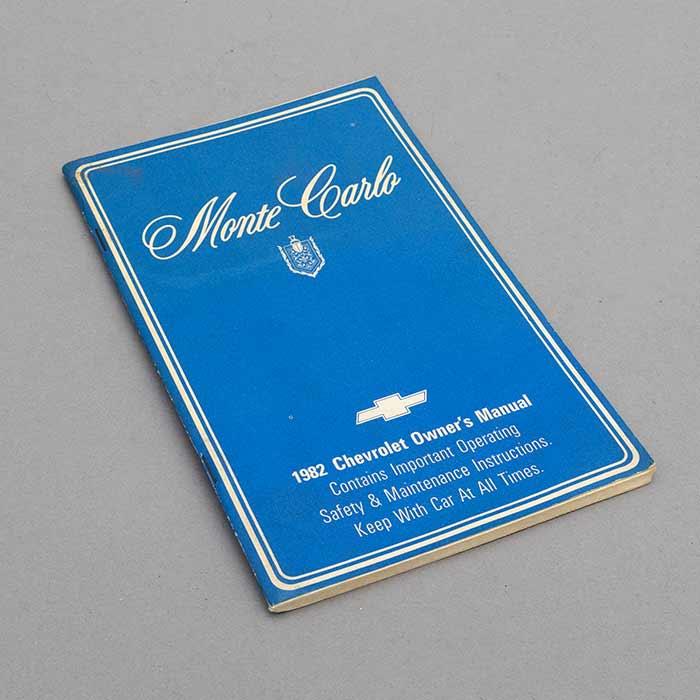 Monte Carlo
1982 Chevrolet Owner's Manual
Contains Important Operating
Safety & Maintenance Instructions.
Keep With Car At All Times.